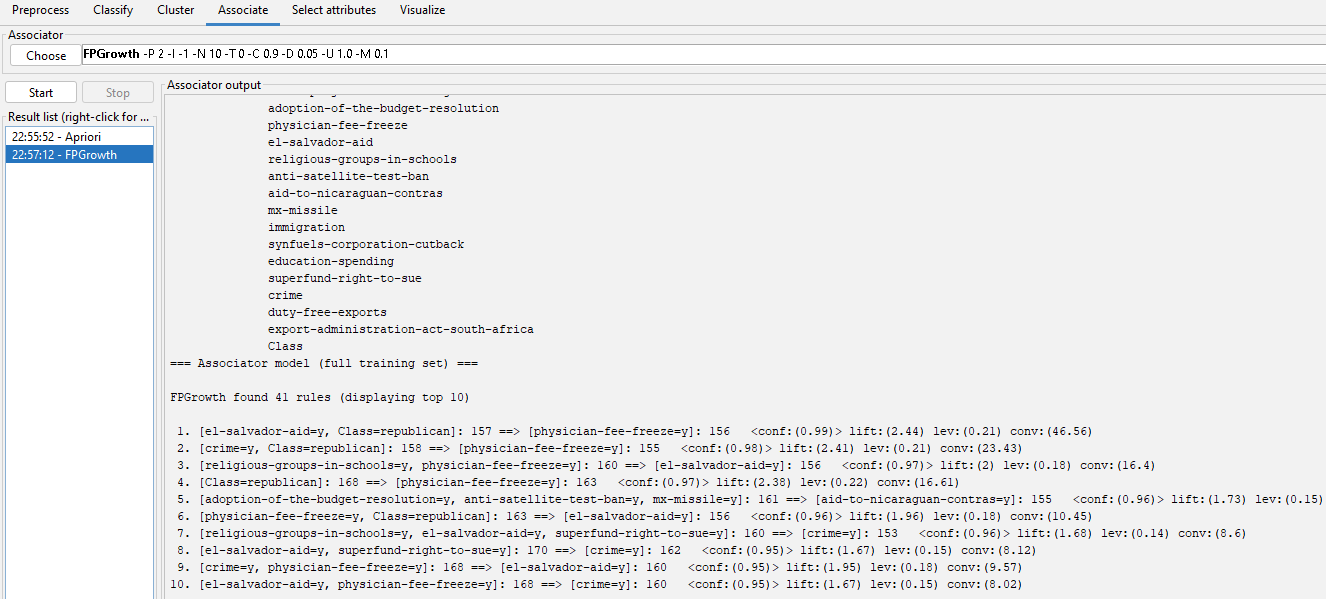 Preprocess Classify Cluster Associate Select attributes Visualize
Associator
Choose FPGrowth -P 2 -I -1 -N 10 -T 0 -C 0.9 -D 0.05 -U 1.0 -M 0.1
Start Stop
Result list (right-click for ...
22:55:52 - Apriori
22:57:12 - FPGrowth
Associator output
adoption-of-the-budget-resolution
physician-fee-freeze
el-salvador-aid
religious-groups-in-schools
anti-satellite-test-ban
aid-to-nicaraguan-contras
mx-missile
immigration
synfuels-corporation-cutback
education-spending
superfund-right-to-sue
crime
duty-free-exports
export-administration-act-south-africa
Class
=== Associator model (full training set) ===
FPGrowth found 41 rules (displaying top 10)
1. [el-salvador-aid=y, Class=republican]: 157 ==> [physician-fee-freeze=y]: 156 <conf:(0.99)> lift:(2.44) lev:(0.21) conv:(46.56)
2. [crime=y, Class=republican]: 158 ==> [physician-fee-freeze=y]: 155 <conf:(0.98)> lift:(2.41) lev:(0.21) conv:(23.43)
3. [religious-groups-in-schools=y, physician-fee-freeze=y]: 160 ==> [el-salvador-aid=y]: 156 <conf:(0.97)> lift:(2) lev:(0.18) conv:(16.4)
4. [Class=republican]: 168 ==> [physician-fee-freeze=y]: 163 <conf:(0.97)> lift:(2.38) lev:(0.22) conv:(16.61)
5. [adoption-of-the-budget-resolution=y, anti-satellite-test-ban=y, mx-missile=y]: 161 ==> [aid-to-nicaraguan-contras=y]: 155 <conf:(0.96)> lift:(1.73) lev:(0.15)
6. [physician-fee-freeze=y, Class=republican]: 163 ==> [el-salvador-aid=y]: 156 <conf:(0.96)> lift:(1.96) lev:(0.18) conv:(10.45)
7. [religious-groups-in-schools=y, el-salvador-aid=y, superfund-right-to-sue=y]: 160 ==> [crime=y]: 153 <conf:(0.96)> lift:(1.68) lev:(0.14) conv:(8.6)
8. [el-salvador-aid=y, superfund-right-to-sue=y]: 170 ==> [crime=y]: 162 <conf:(0.95)> lift:(1.67) lev:(0.15) conv:(8.12)
9. [crime=y, physician-fee-freeze=y]: 168 ==> [el-salvador-aid=y]: 160 <conf:(0.95)> lift:(1.95) lev:(0.18) conv:(9.57)
10. [el-salvador-aid=y, physician-fee-freeze=y]: 168 ==> [crime=y]: 160 <conf:(0.95)> lift:(1.67) lev:(0.15) conv:(8.02)